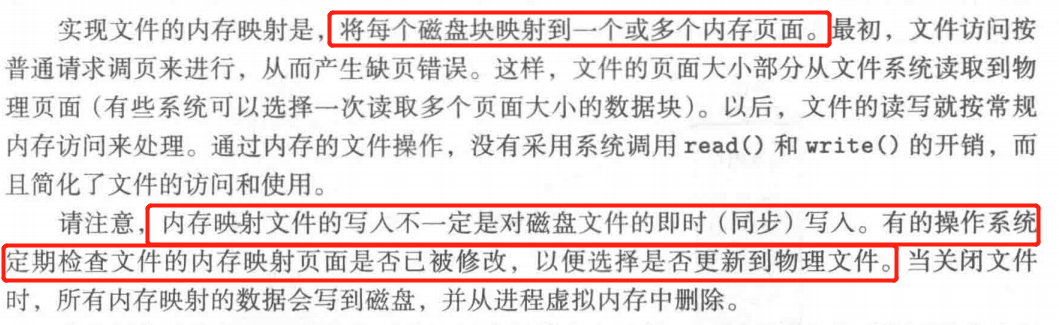 实现文件的内存映射是，将每个磁盘块映射到一个或多个内存页面。最初，文件访问按
普通请求调页来进行，从而产生缺页错误。这样，文件的页面大小部分从文件系统读取到物
理页面（有些系统可以选择一次读取多个页面大小的数据块）。以后，文件的读写就按常规
内存访问来处理。通过内存的文件操作，没有采用系统调用 read() 和 write() 的开销，而
且简化了文件的访问和使用。
请注意，内存映射文件的写入不一定是对磁盘文件的即时（同步）写入。有的操作系统
定期检查文件的内存映射页面是否已被修改，以便选择是否更新到物理文件。当关闭文件
时，所有内存映射的数据会写到磁盘，并从进程虚拟内存中删除。